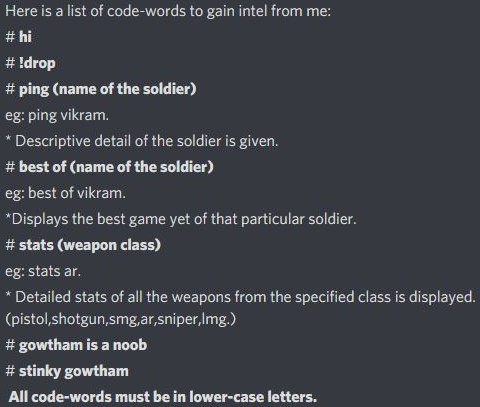 Here is a list of code-words to gain intel from me:
# hi
# !drop
# ping (name of the soldier)
eg: ping vikram.
* Descriptive detail of the soldier is given.
# best of (name of the soldier)
eg: best of vikram.
*Displays the best game yet of that particular soldier.
# stats (weapon class)
eg: stats ar.
* Detailed stats of all the weapons from the specified class is displayed.
(pistol,shotgun,smg,ar,sniper,lmg.)
# gowtham is a noob
# stinky gowtham
All code-words must be in lower-case letters.